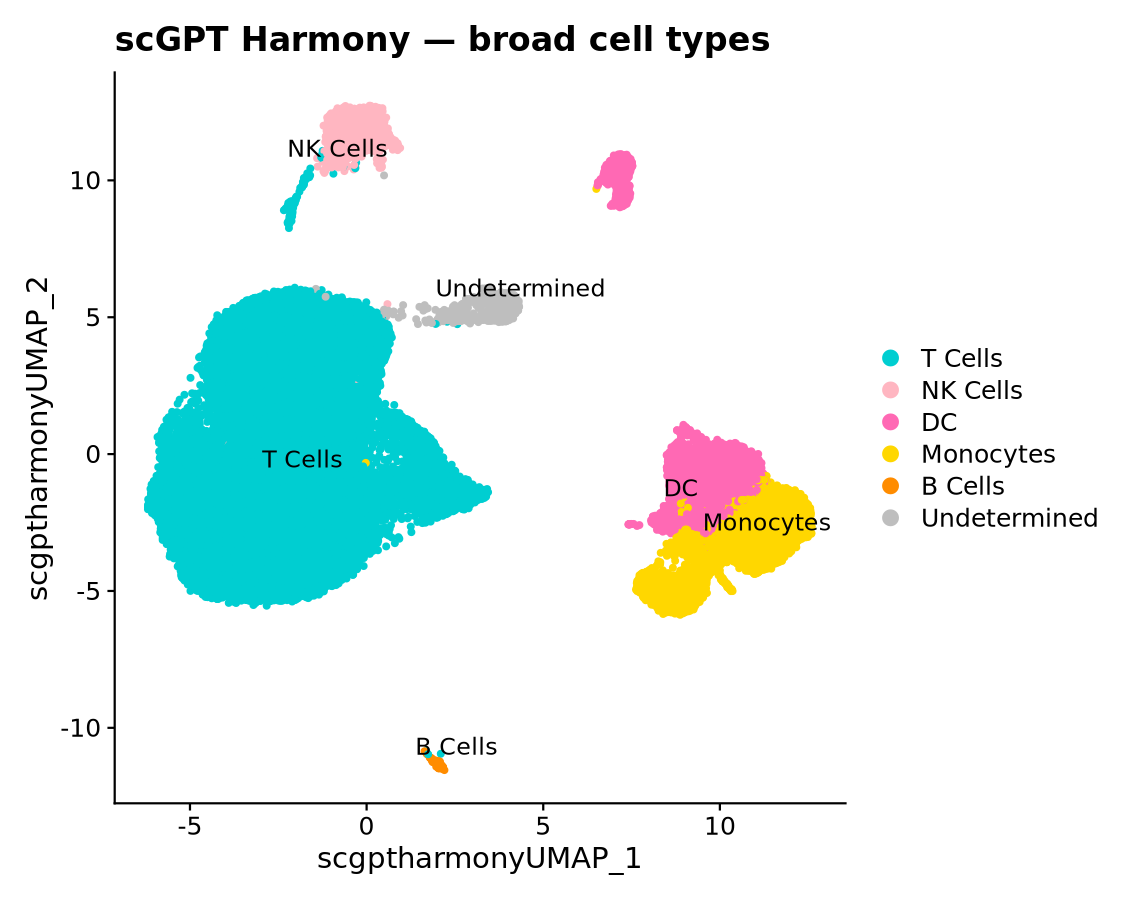 scGPT Harmony — broad cell types
NK Cells
Undetermined
T Cells
DC
Monocytes
B Cells
10
5
0
-5
-10
scgptharmonyUMAP_2
-5
0
5
10
scgptharmonyUMAP_1
T Cells
NK Cells
DC
Monocytes
B Cells
Undetermined